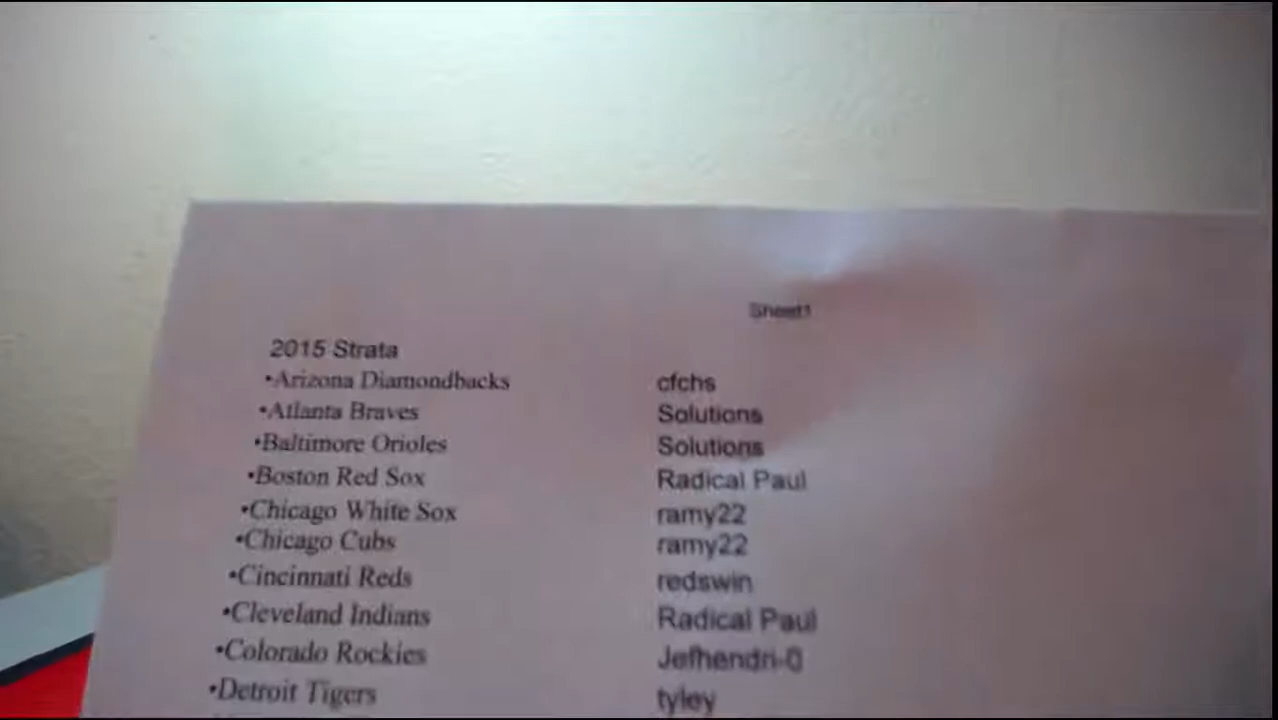 Sheet1
2015 Strata
•Arizona Diamondbacks cfchs
•Atlanta Braves Solutions
•Baltimore Orioles Solutions
•Boston Red Sox Radical Paul
•Chicago White Sox ramy22
•Chicago Cubs ramy22
•Cincinnati Reds redswin
•Cleveland Indians Radical Paul
•Colorado Rockies Jefhendri-0
•Detroit Tigers tyley